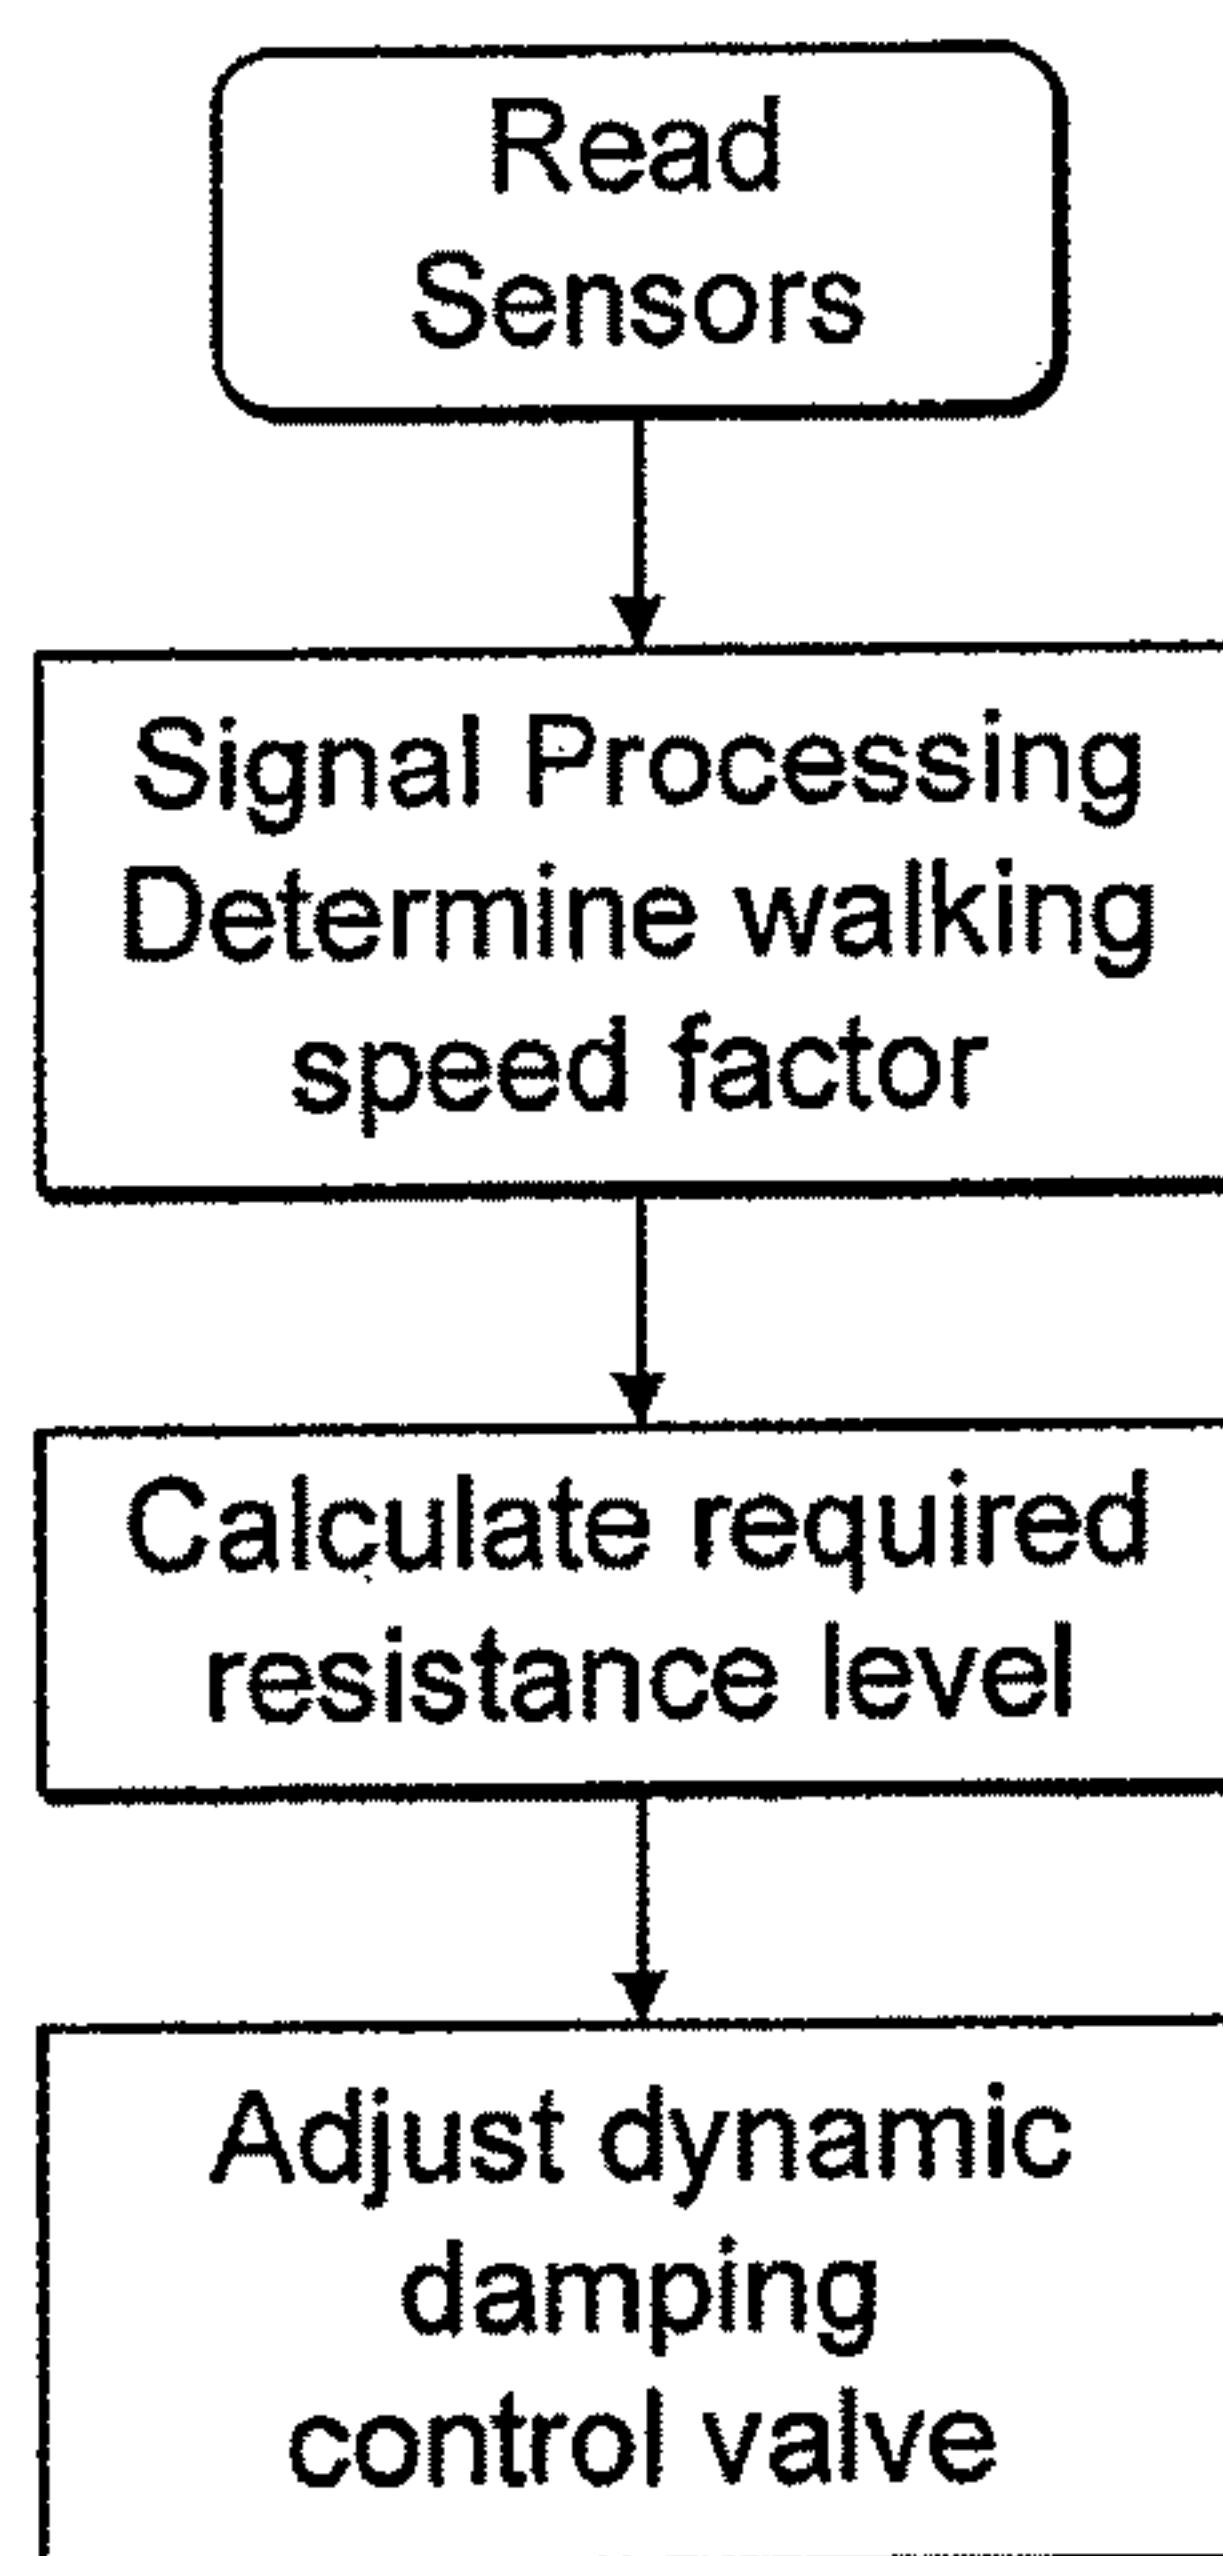 Read
Sensors
Signal Processing
Determine walking
speed factor
Calculate required
resistance level
Adjust dynamic
damping
control valve